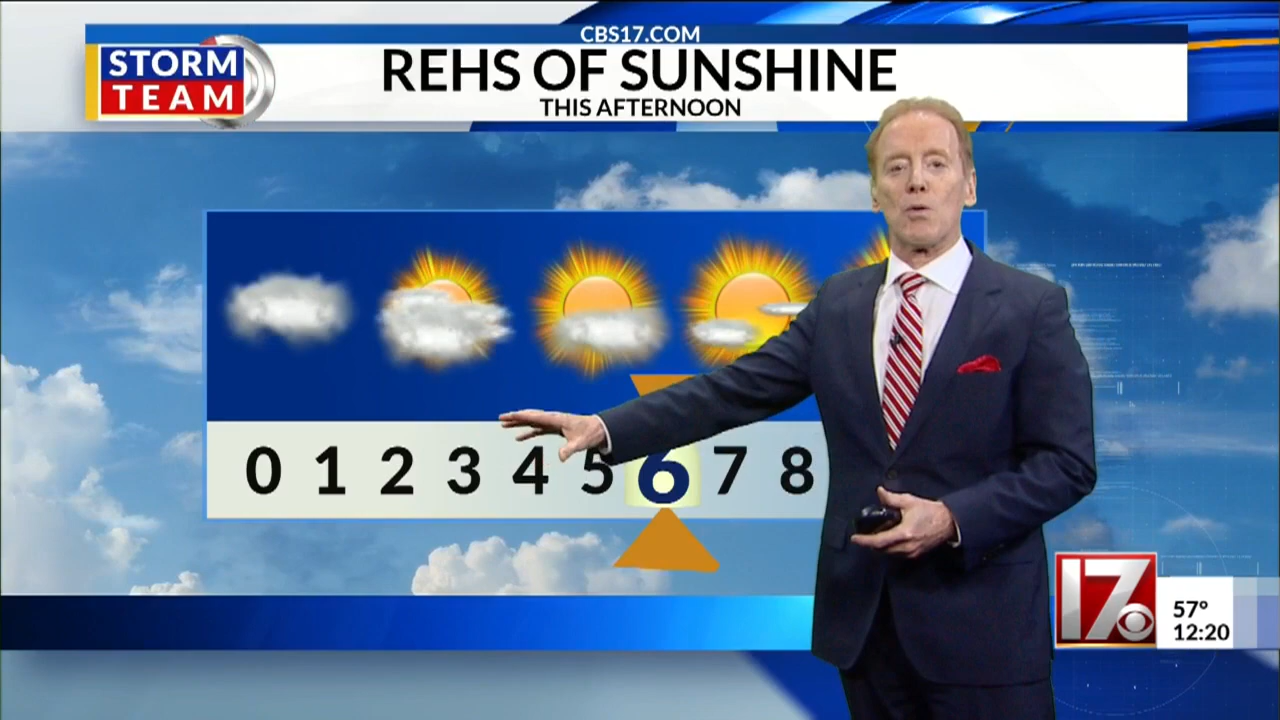 CBS17.COM
STORM
TEAM
REHS OF SUNSHINE
THIS AFTERNOON
0 1 2 3 4 5 6 7 8
17
57°
12:20